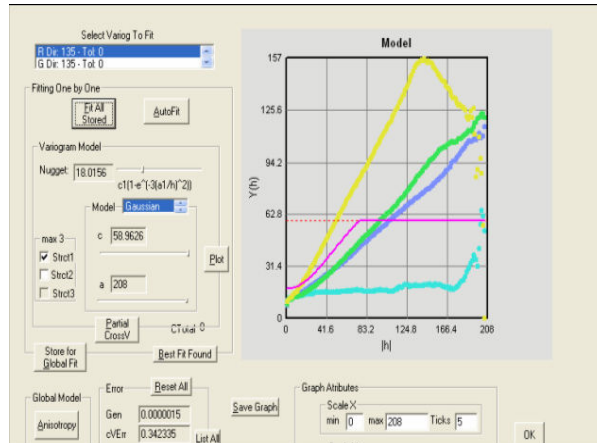 Select Variog To Fit
R Dir: 135 - Tol: 0
G Dir: 135 - Tol: 0
Fitting One by One
Fit All Stored
AutoFit
Variogram Model
Nugget: 18.0156
c1(1-e^(-3(a1/h)^2))
Model Gaussian
max 3
c 58.9626
Strct1
Strct2
Strct3
a 208
Plot
Partial CrossV
CTotal 0
Store for Global Fit
Best Fit Found
Global Model
Anisotropy
Error
Reset All
Gen 0.0000015
cVErr 0.342335
List All
Save Graph
Model
157
125.6
94.2
62.8
31.4
0
Y(h)
0 41.6 83.2 124.8 166.4 208
|h|
Graph Atributes
Scale X
min 0 max 208 Ticks 5
OK